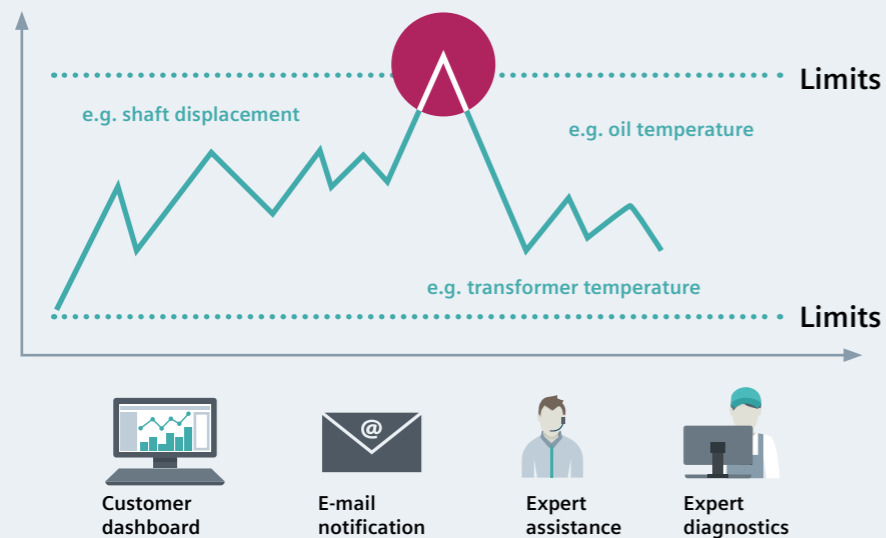 Limits
e.g. shaft displacement
e.g. oil temperature
e.g. transformer temperature
Limits
@
Customer
dashboard
E-mail
notification
Expert
assistance
Expert
diagnostics